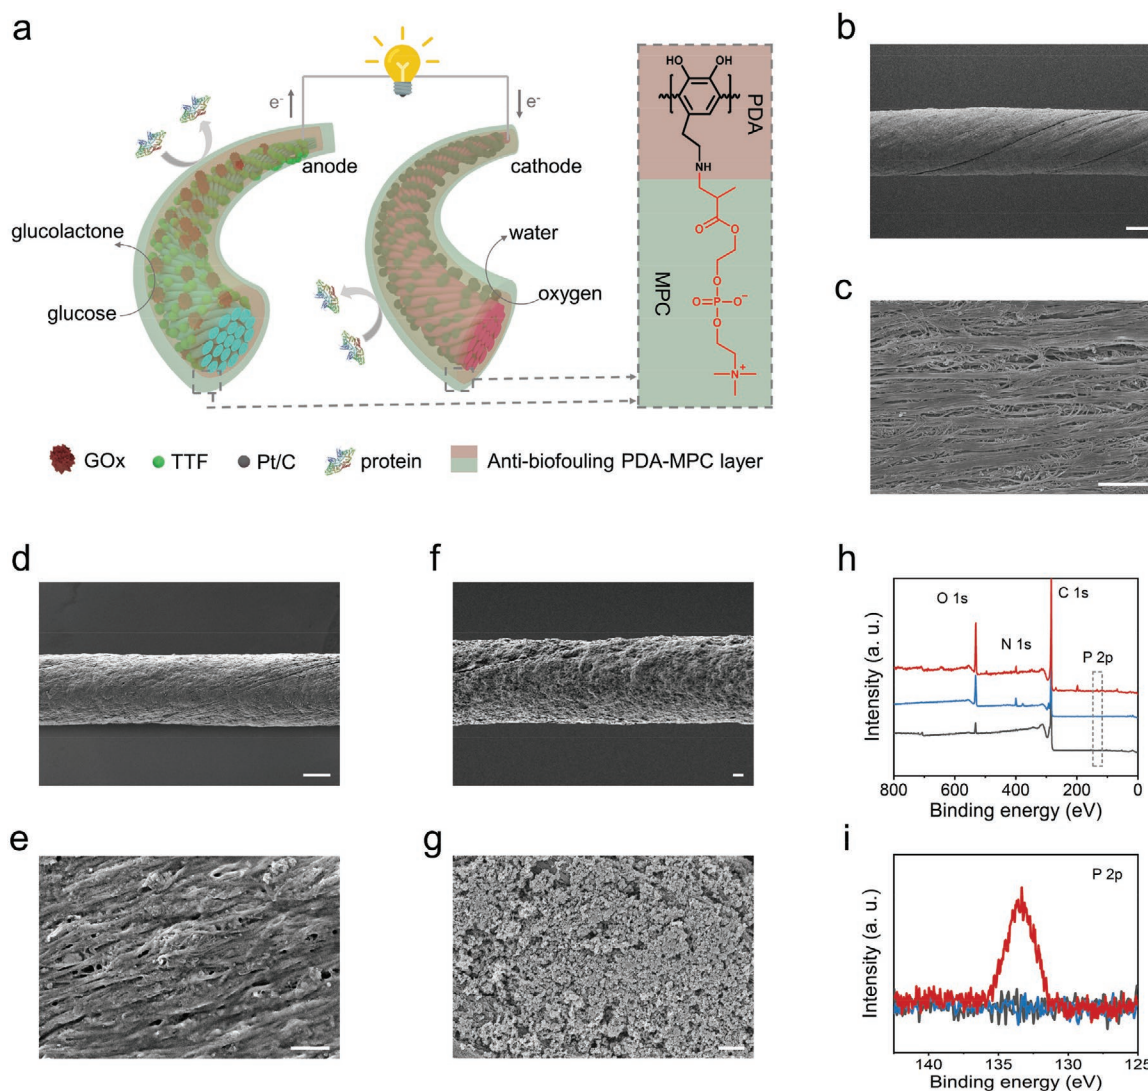 a
e⁻
e⁻
anode
cathode
glucolactone
glucose
water
oxygen
HO
OH
PDA
NH
O
O
O
O=P-O⁻
O
N⁺
MPC
GOx
TTF
Pt/C
protein
Anti-biofouling PDA-MPC layer
b
c
d
f
e
g
h
O 1s
C 1s
N 1s
P 2p
Intensity (a. u.)
800 600 400 200 0
Binding energy (eV)
i
P 2p
Intensity (a. u.)
140 135 130 125
Binding energy (eV)